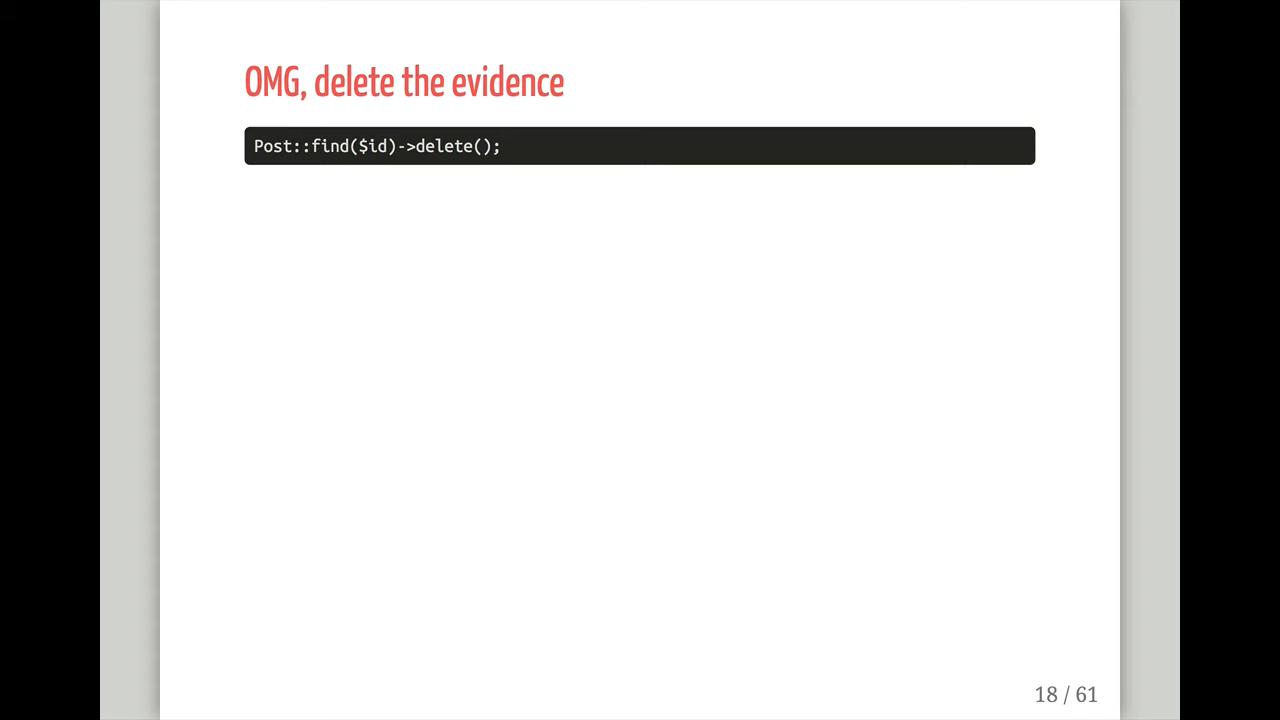 OMG, delete the evidence
Post::find($id)->delete();
18 / 61